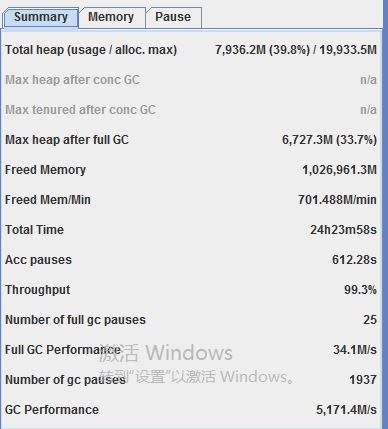 Summary Memory Pause
Total heap (usage / alloc. max) 7,936.2M (39.8%) / 19,933.5M
Max heap after conc GC n/a
Max tenured after conc GC n/a
Max heap after full GC 6,727.3M (33.7%)
Freed Memory 1,026,961.3M
Freed Mem/Min 701.488M/min
Total Time 24h23m58s
Acc pauses 612.28s
Throughput 99.3%
Number of full gc pauses 25
激活 Windows
Full GC Performance 34.1M/s
转到“设置”以激活 Windows。
Number of gc pauses 1937
GC Performance 5,171.4M/s